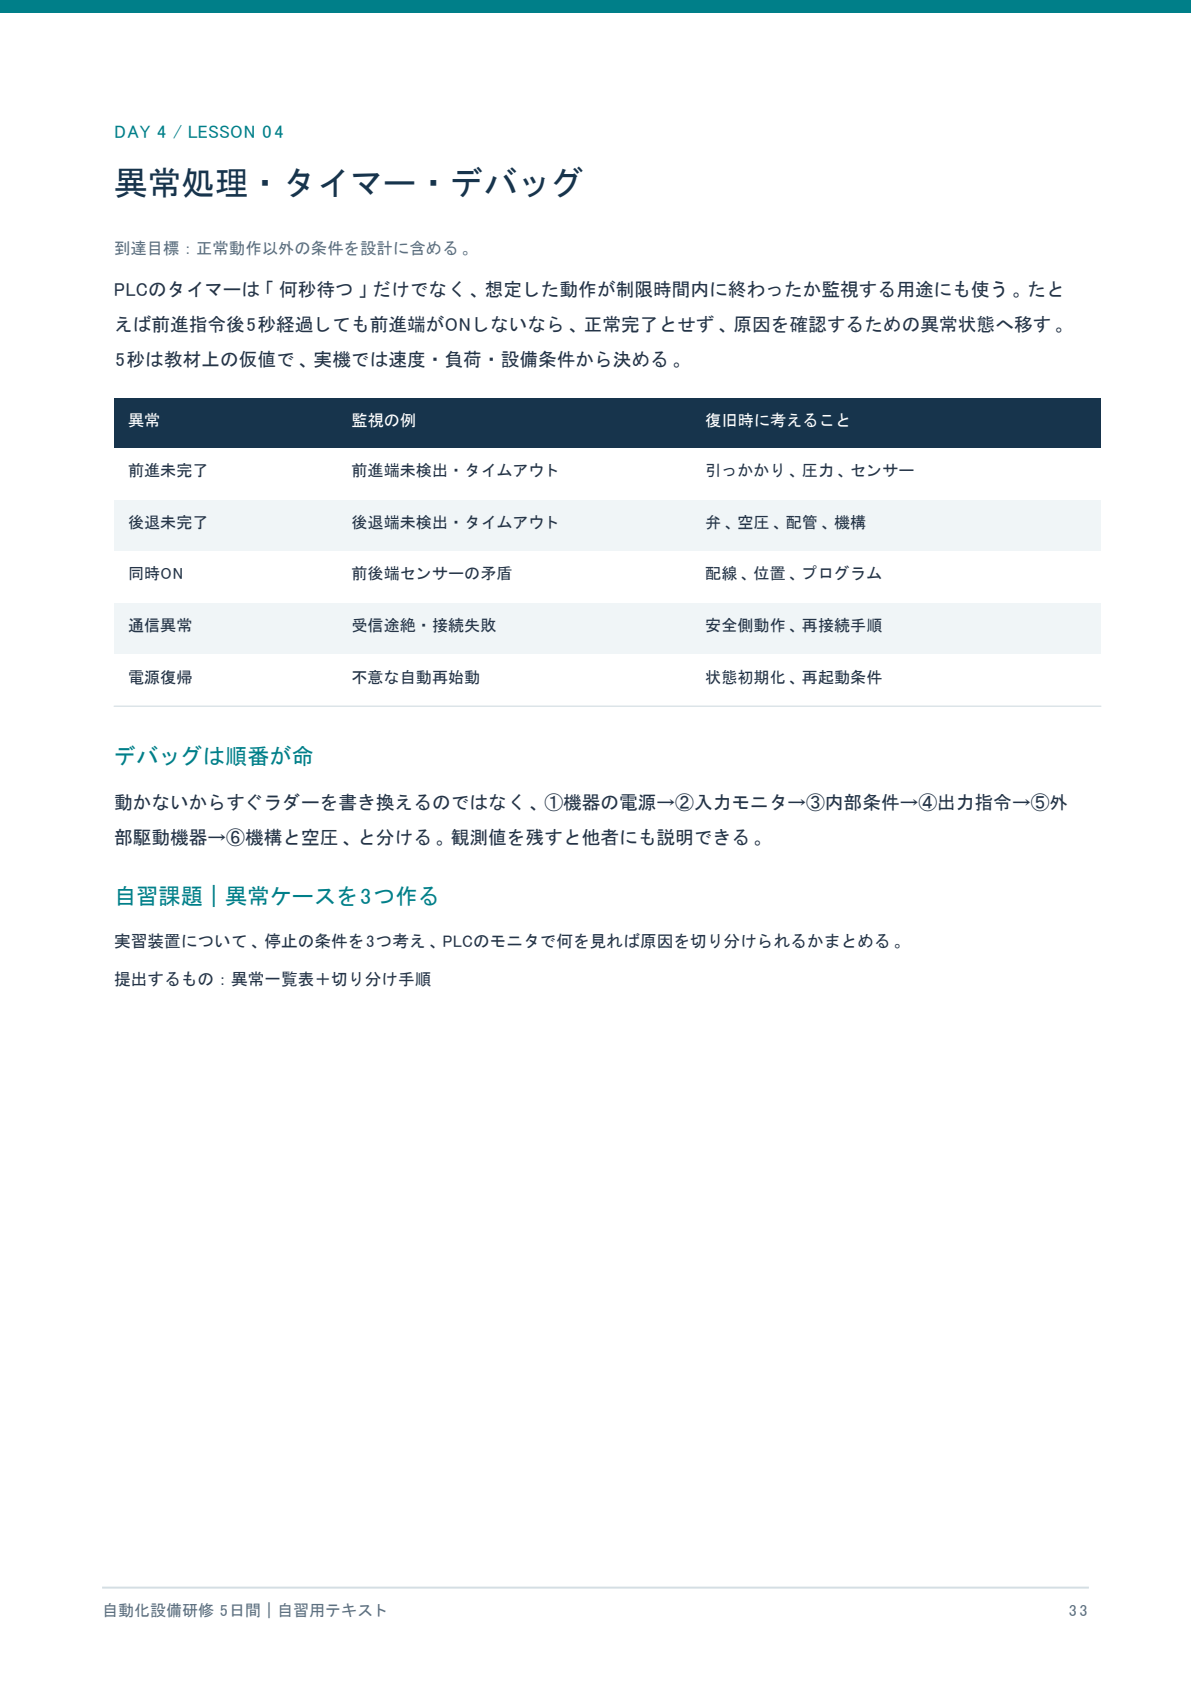 DAY 4 / LESSON 04
異常処理・タイマー・デバッグ
到達目標：正常動作以外の条件を設計に含める。
PLCのタイマーは「何秒待つ」だけでなく、想定した動作が制限時間内に終わったか監視する用途にも使う。たと
えば前進指令後5秒経過しても前進端がONしないなら、正常完了とせず、原因を確認するための異常状態へ移す。
5秒は教材上の仮値で、実機では速度・負荷・設備条件から決める。
異常 監視の例 復旧時に考えること
前進未完了 前進端未検出・タイムアウト 引っかかり、圧力、センサー
後退未完了 後退端未検出・タイムアウト 弁、空圧、配管、機構
同時ON 前後端センサーの矛盾 配線、位置、プログラム
通信異常 受信途絶・接続失敗 安全側動作、再接続手順
電源復帰 不意な自動再始動 状態初期化、再起動条件
デバッグは順番が命
動かないからすぐラダーを書き換えるのではなく、①機器の電源→②入力モニタ→③内部条件→④出力指令→⑤外
部駆動機器→⑥機構と空圧、と分ける。観測値を残すと他者にも説明できる。
自習課題｜異常ケースを3つ作る
実習装置について、停止の条件を3つ考え、PLCのモニタで何を見れば原因を切り分けられるかまとめる。
提出するもの：異常一覧表＋切り分け手順
自動化設備研修 5日間｜自習用テキスト 33